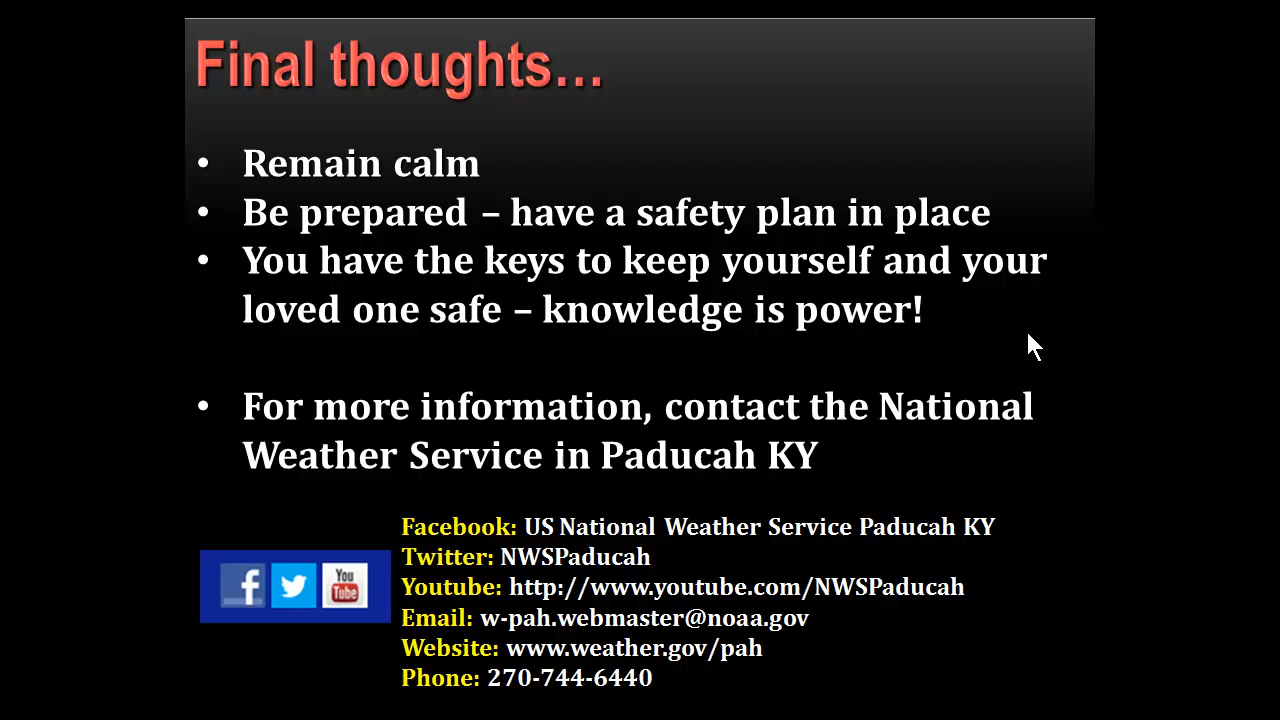 Final thoughts…
• Remain calm
• Be prepared – have a safety plan in place
• You have the keys to keep yourself and your
loved one safe – knowledge is power!
• For more information, contact the National
Weather Service in Paducah KY
Facebook: US National Weather Service Paducah KY
Twitter: NWSPaducah
Youtube: http://www.youtube.com/NWSPaducah
Email: w-pah.webmaster@noaa.gov
Website: www.weather.gov/pah
Phone: 270-744-6440
f
You
Tube